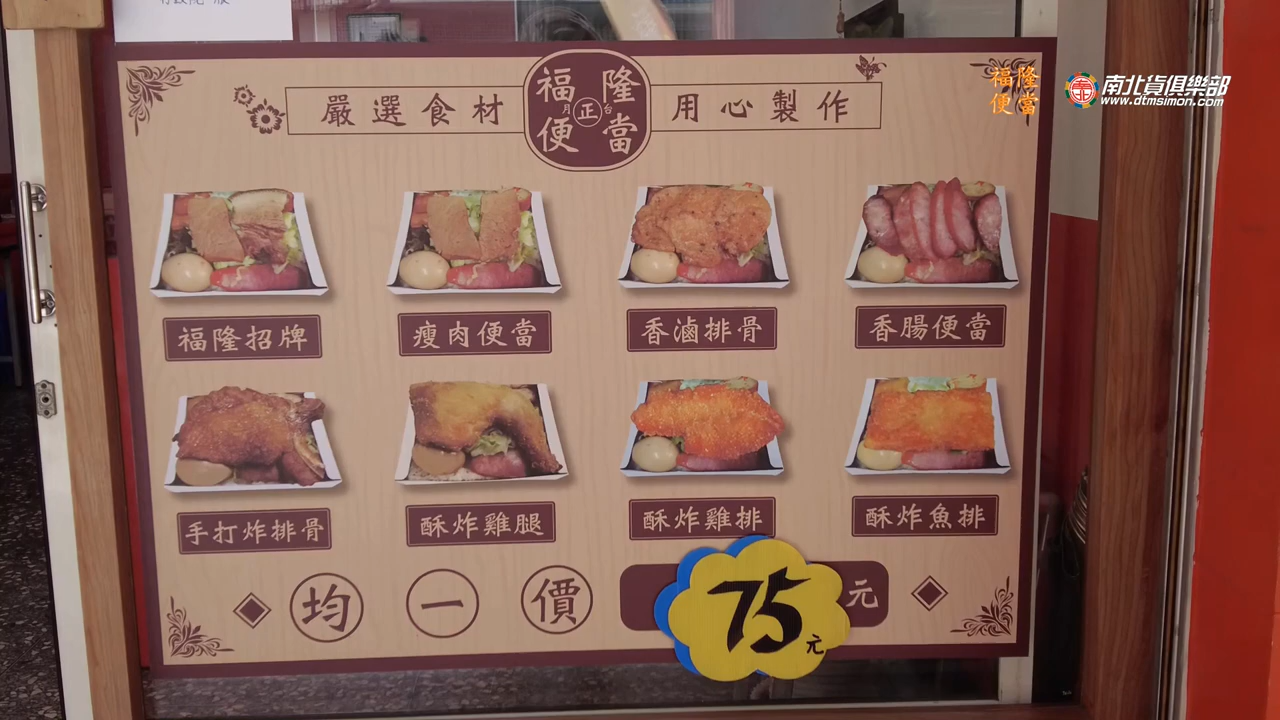 嚴選食材
福隆
月正台
便當
用心製作
福隆
便當
南北貨俱樂部
www.dtmsimon.com
福隆招牌
瘦肉便當
香滷排骨
香腸便當
手打炸排骨
酥炸雞腿
酥炸雞排
酥炸魚排
均一價
75元
元